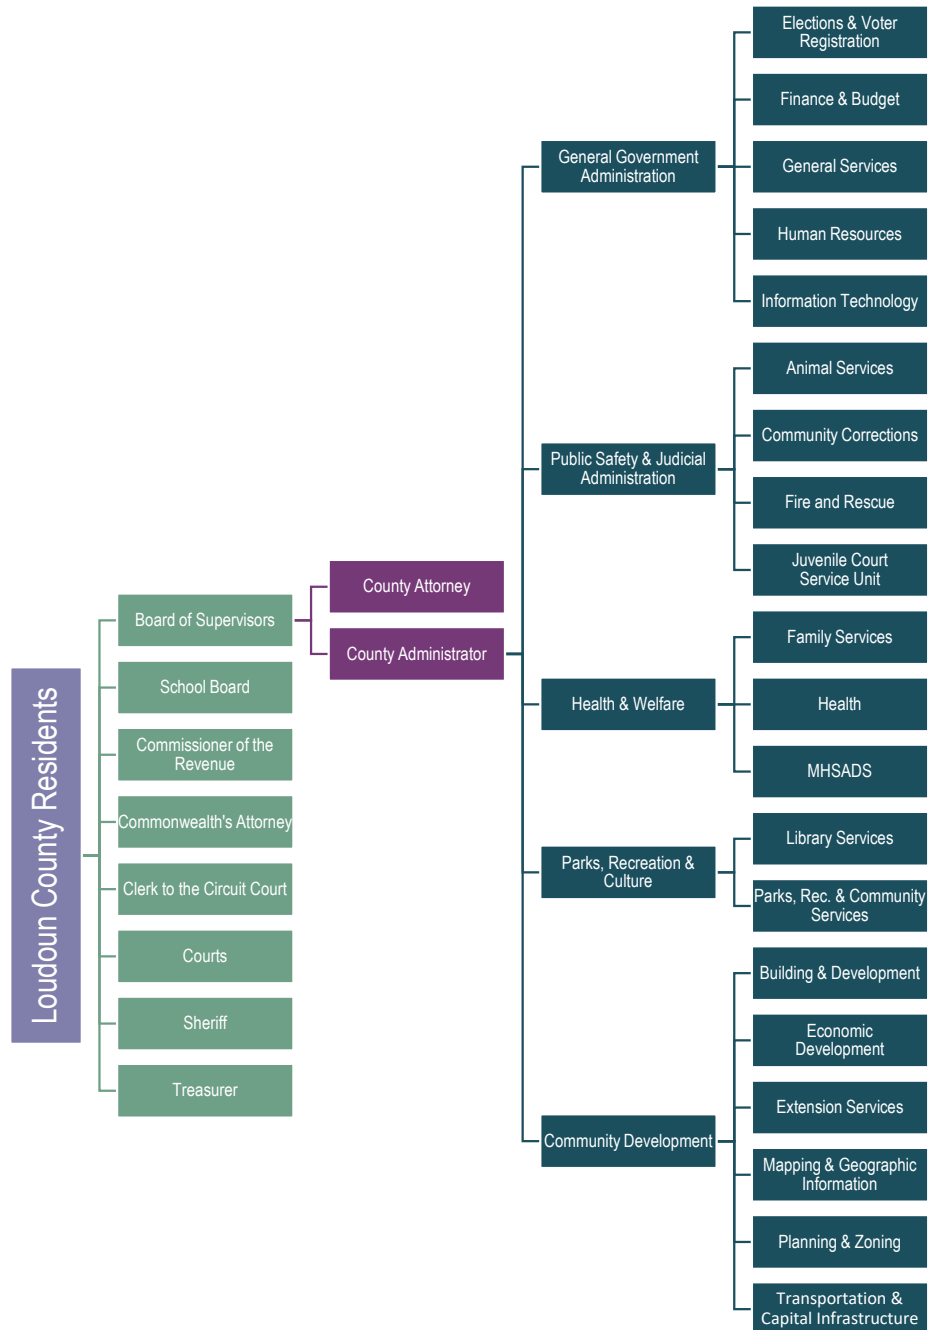 Loudoun County Residents
Board of Supervisors
School Board
Commissioner of the
Revenue
Commonwealth's Attorney
Clerk to the Circuit Court
Courts
Sheriff
Treasurer
County Attorney
County Administrator
General Government
Administration
Elections & Voter
Registration
Finance & Budget
General Services
Human Resources
Information Technology
Public Safety & Judicial
Administration
Animal Services
Community Corrections
Fire and Rescue
Juvenile Court
Service Unit
Health & Welfare
Family Services
Health
MHSADS
Parks, Recreation &
Culture
Library Services
Parks, Rec. & Community
Services
Community Development
Building & Development
Economic
Development
Extension Services
Mapping & Geographic
Information
Planning & Zoning
Transportation &
Capital Infrastructure